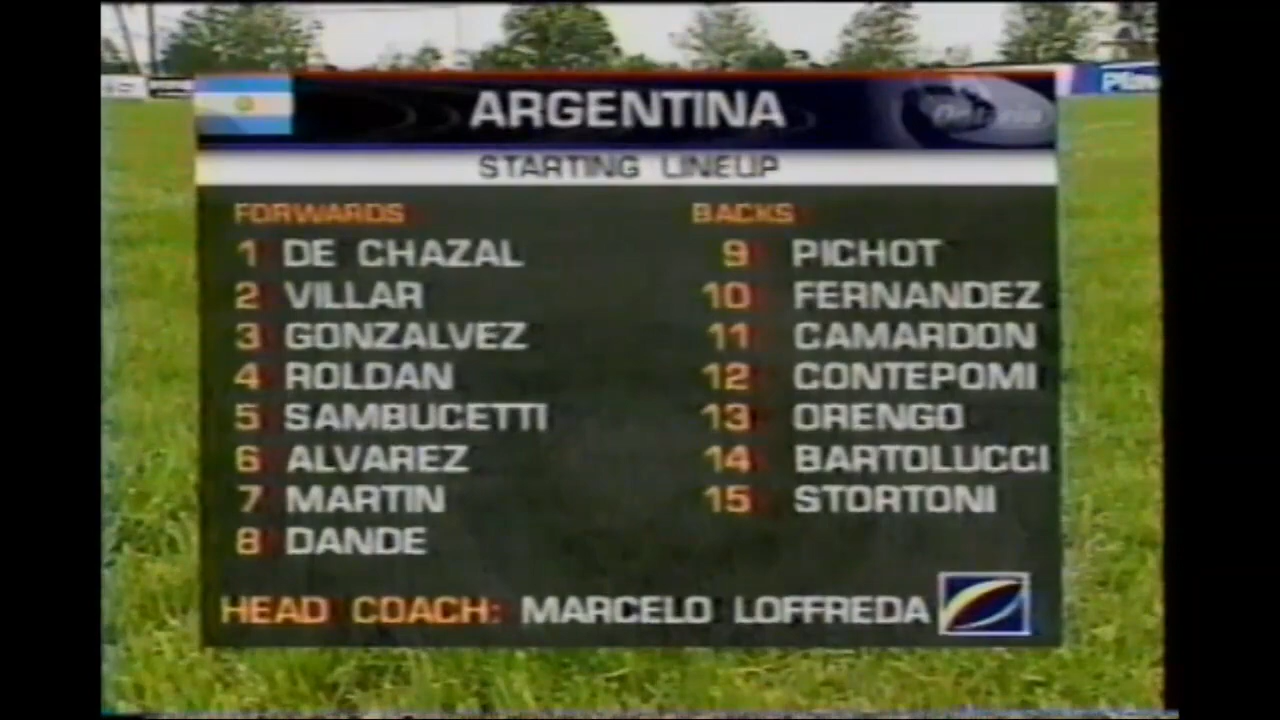 ARGENTINA
STARTING LINEUP
FORWARDS
1 DE CHAZAL
2 VILLAR
3 GONZALVEZ
4 ROLDAN
5 SAMBUCETTI
6 ALVAREZ
7 MARTIN
8 DANDE
BACKS
9 PICHOT
10 FERNANDEZ
11 CAMARDON
12 CONTEPOMI
13 ORENGO
14 BARTOLUCCI
15 STORTONI
HEAD COACH: MARCELO LOFFREDA